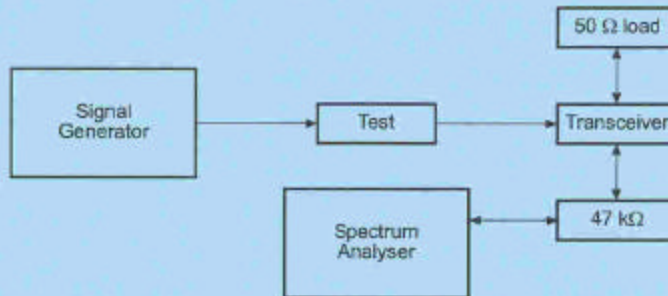 50 Ω load
Signal
Generator
Test
Transceiver
Spectrum
Analyser
47 kΩ